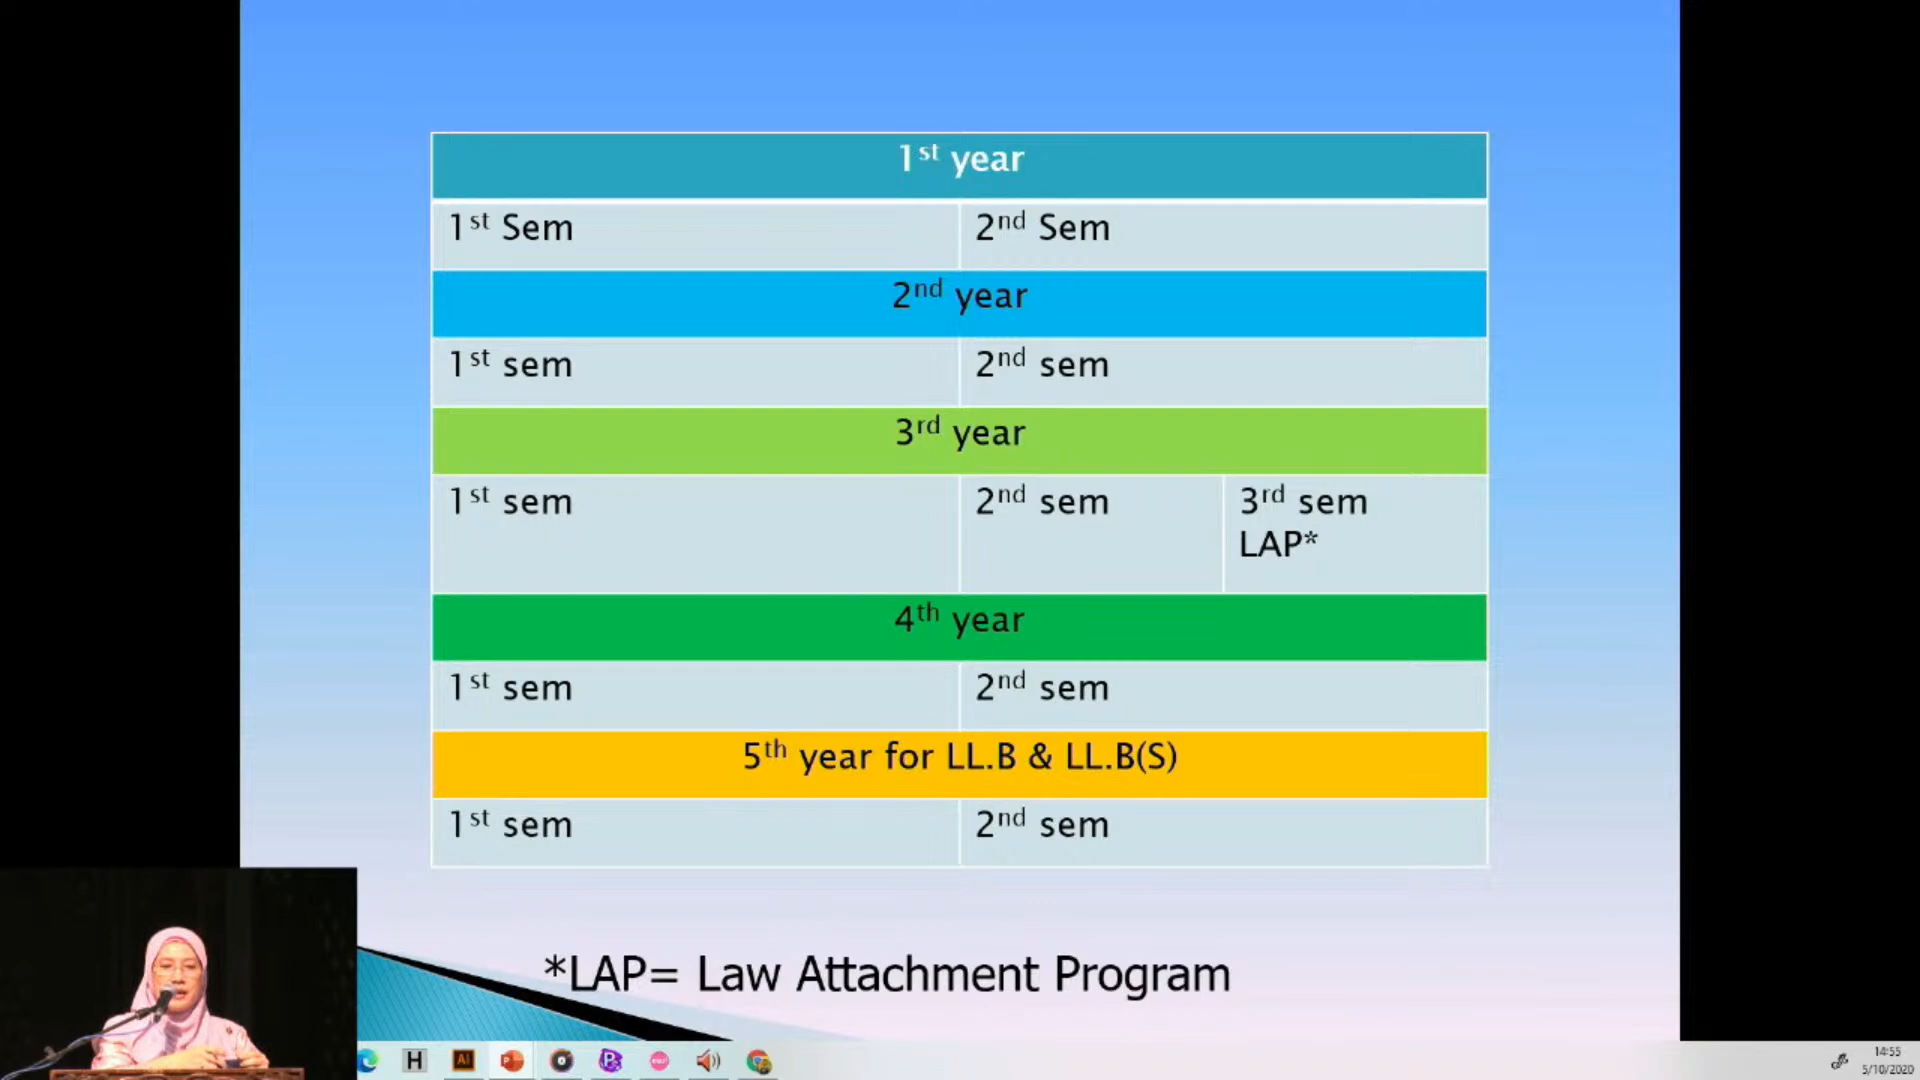 1st year
1st Sem 2nd Sem
2nd year
1st sem 2nd sem
3rd year
1st sem 2nd sem 3rd sem
LAP*
4th year
1st sem 2nd sem
5th year for LL.B & LL.B(S)
1st sem 2nd sem
*LAP= Law Attachment Program
H Ai P
14:55
5/10/2020